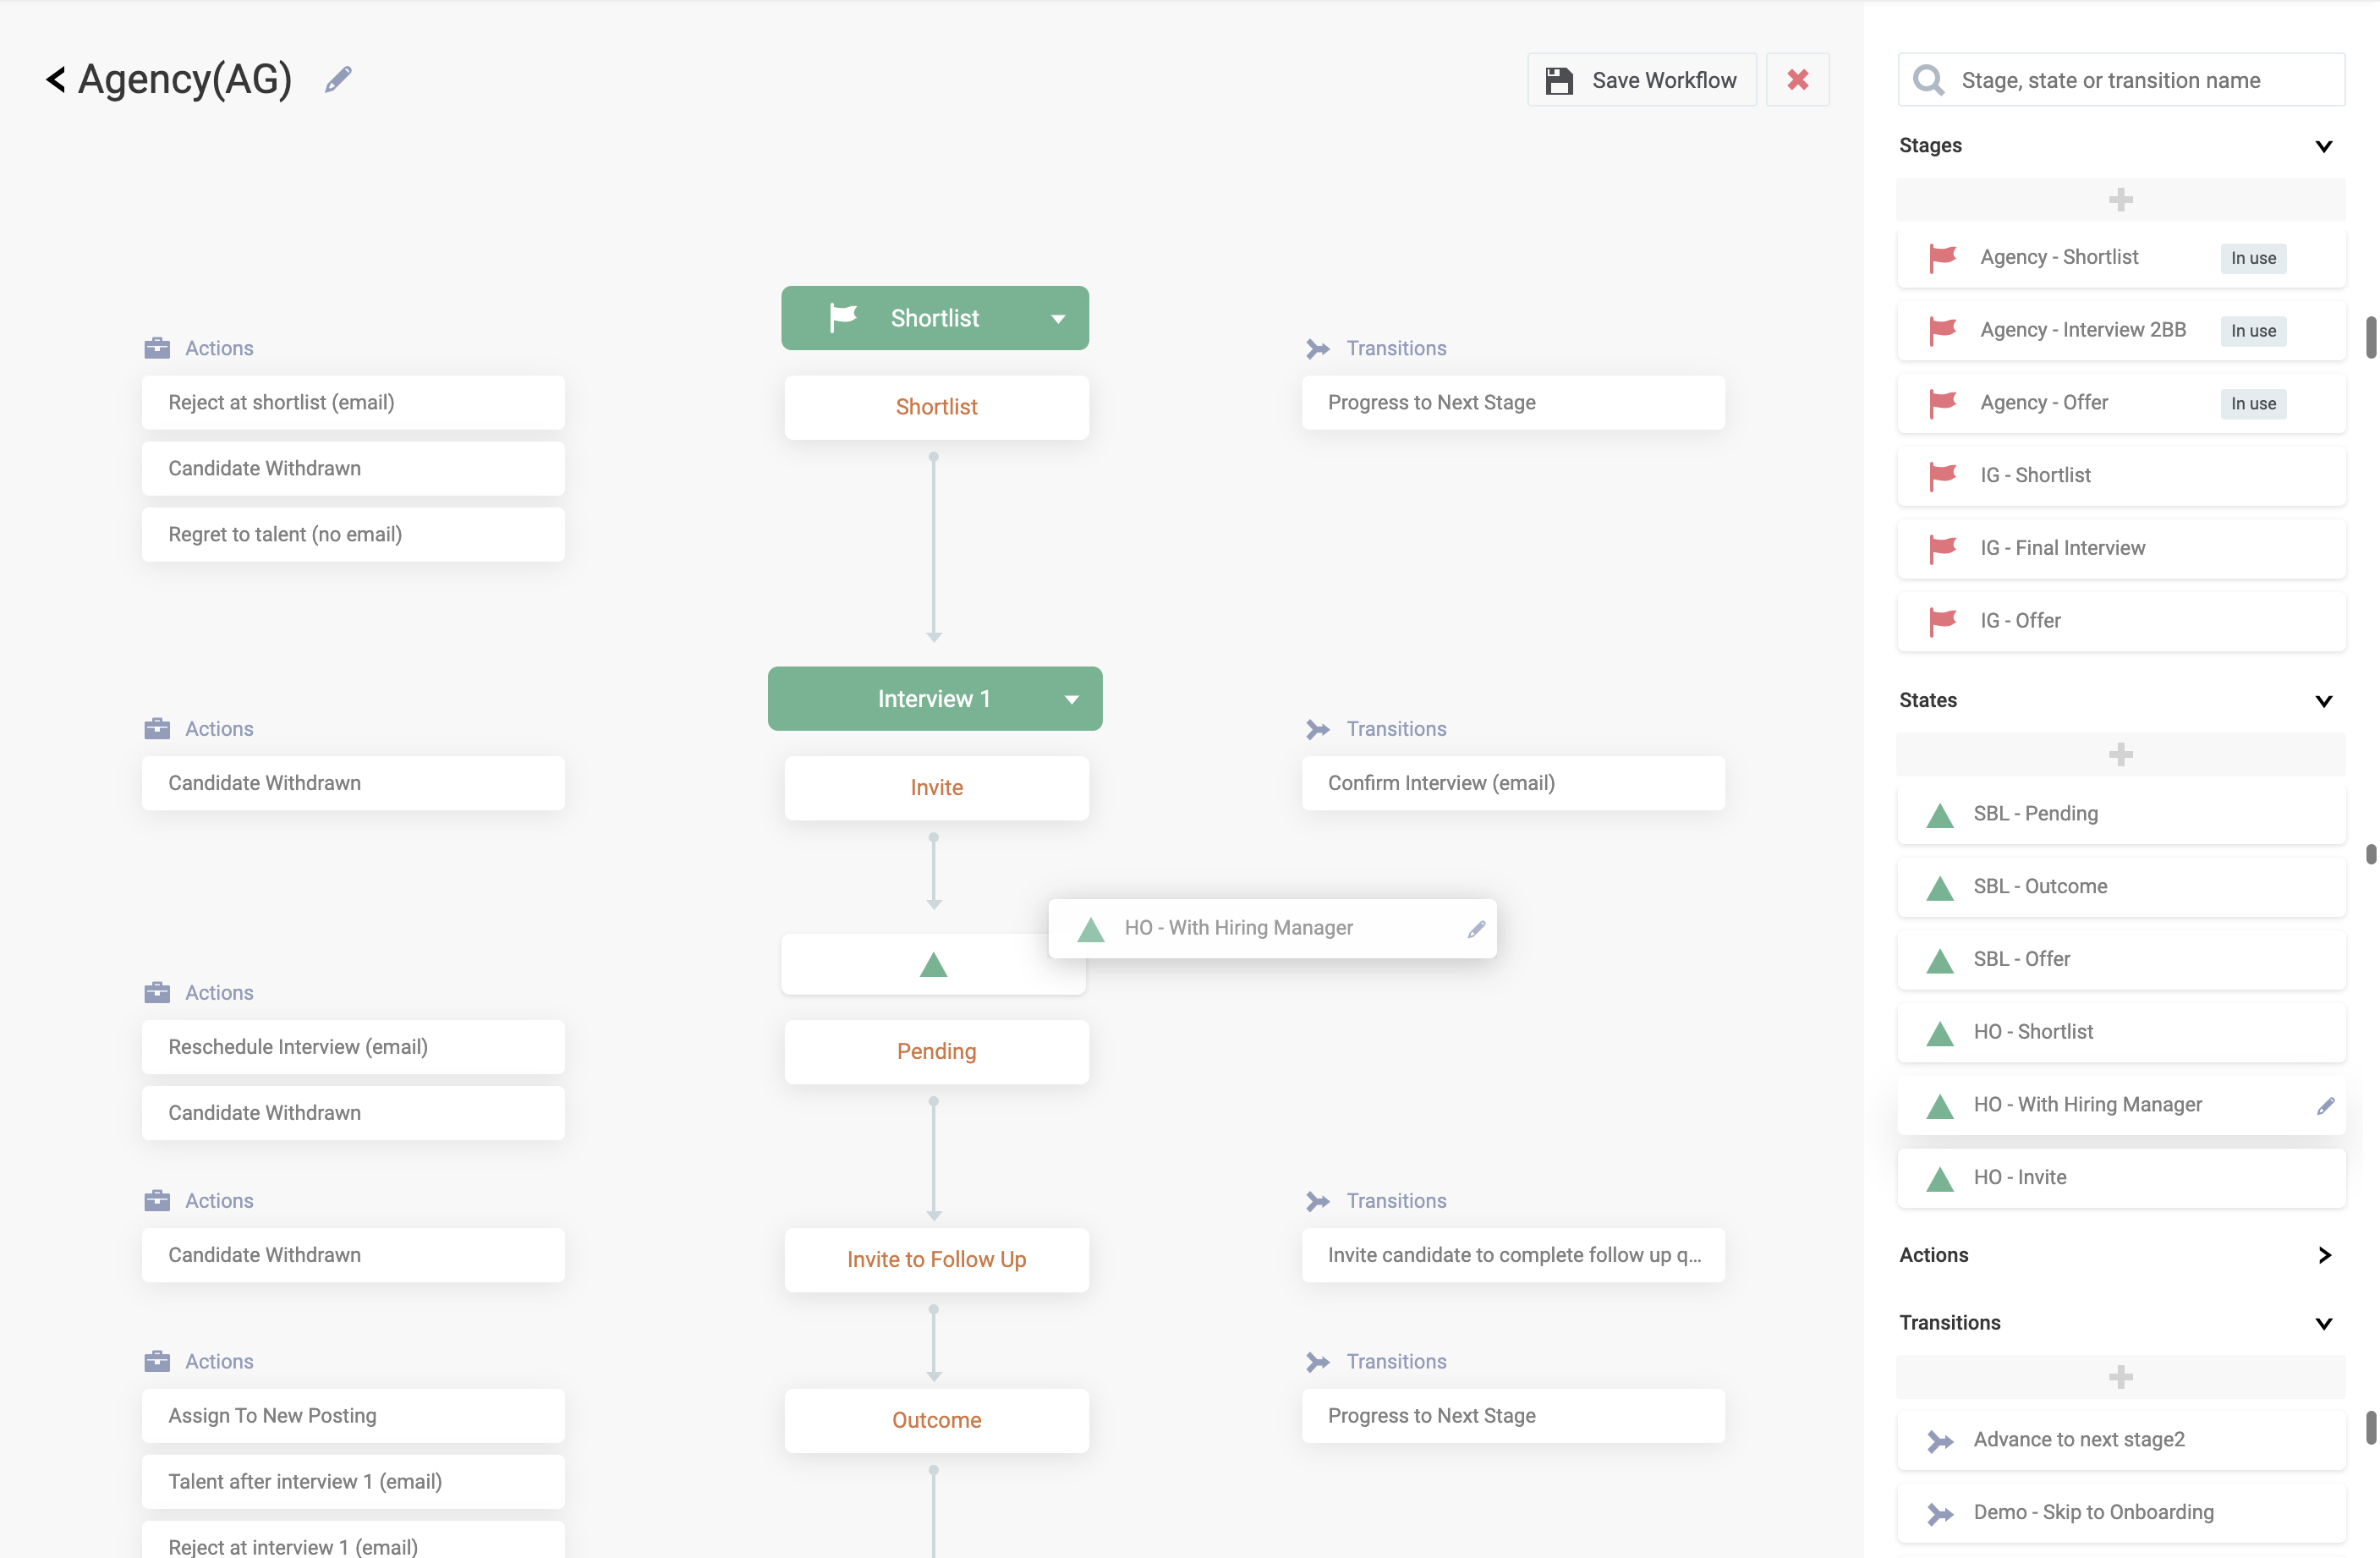 Agency(AG)
Save Workflow
Shortlist
Actions
Reject at shortlist (email)
Candidate Withdrawn
Regret to talent (no email)
Shortlist
Transitions
Progress to Next Stage
Interview 1
Actions
Candidate Withdrawn
Invite
Transitions
Confirm Interview (email)
HO - With Hiring Manager
Actions
Reschedule Interview (email)
Candidate Withdrawn
Pending
Actions
Candidate Withdrawn
Invite to Follow Up
Transitions
Invite candidate to complete follow up q...
Actions
Assign To New Posting
Talent after interview 1 (email)
Reject at interview 1 (email)
Outcome
Transitions
Progress to Next Stage
Stage, state or transition name
Stages
Agency - Shortlist In use
Agency - Interview 2BB In use
Agency - Offer In use
IG - Shortlist
IG - Final Interview
IG - Offer
States
SBL - Pending
SBL - Outcome
SBL - Offer
HO - Shortlist
HO - With Hiring Manager
HO - Invite
Actions
Transitions
Advance to next stage2
Demo - Skip to Onboarding